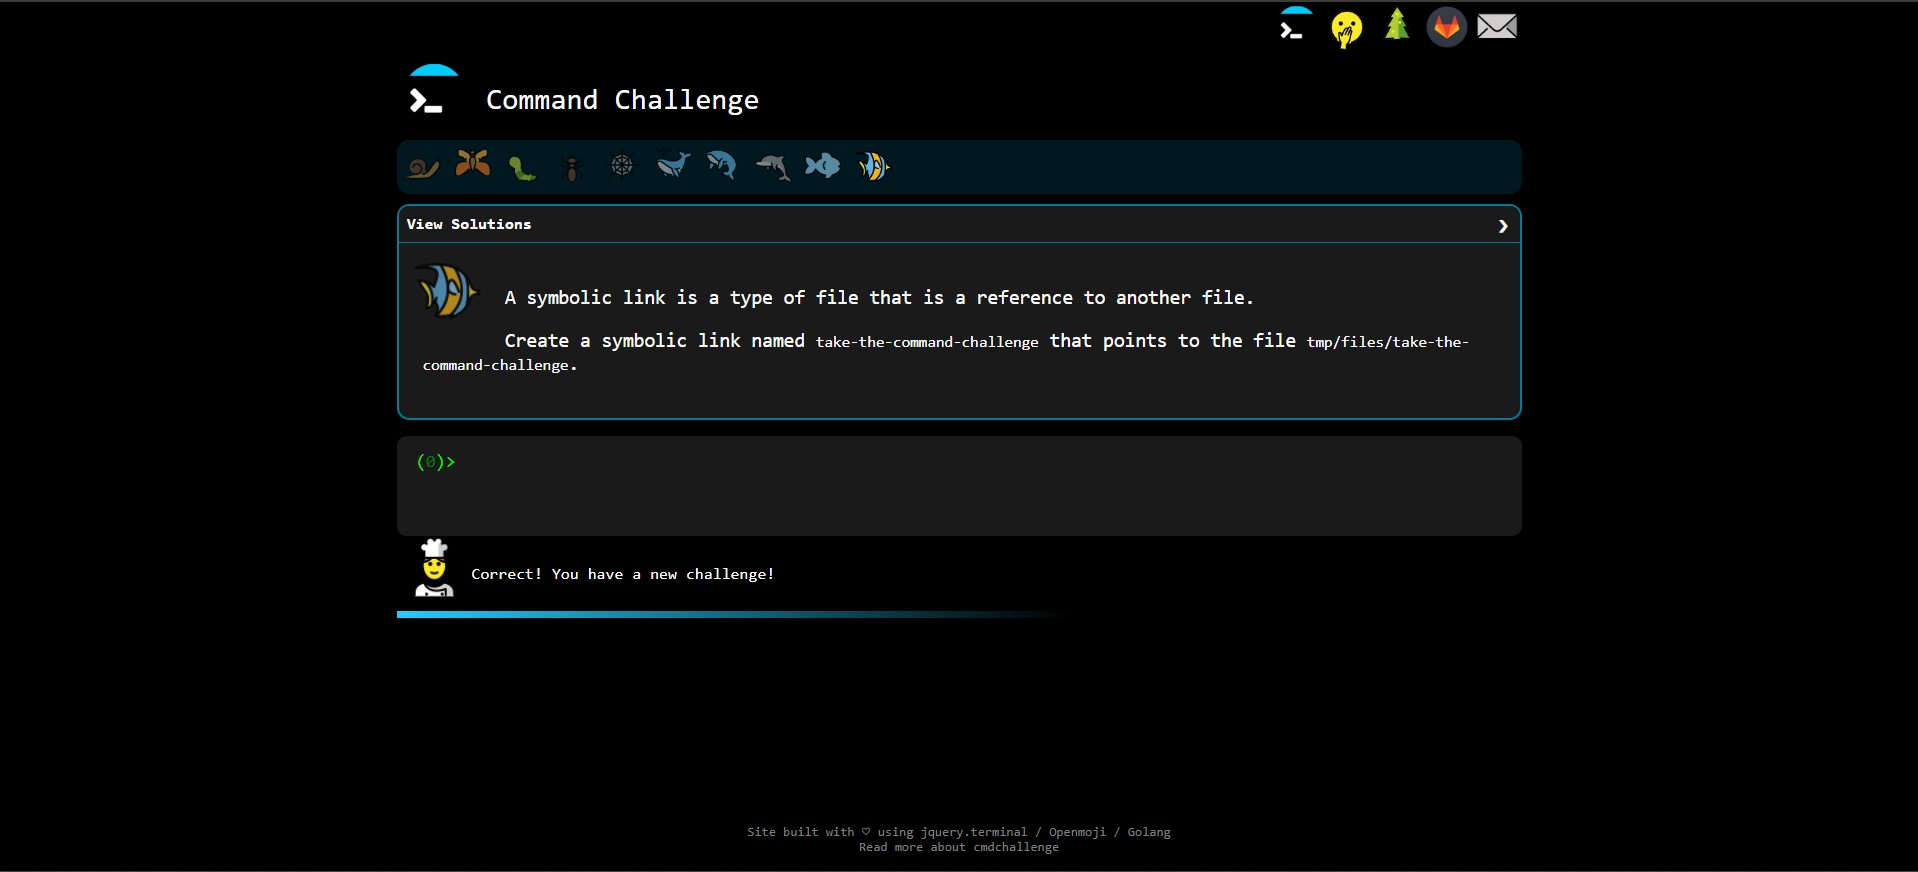 Command Challenge
View Solutions
A symbolic link is a type of file that is a reference to another file.
Create a symbolic link named take-the-command-challenge that points to the file tmp/files/take-the-
command-challenge.
(0)>
Correct! You have a new challenge!
Site built with ♡ using jquery.terminal / Openmoji / Golang
Read more about cmdchallenge